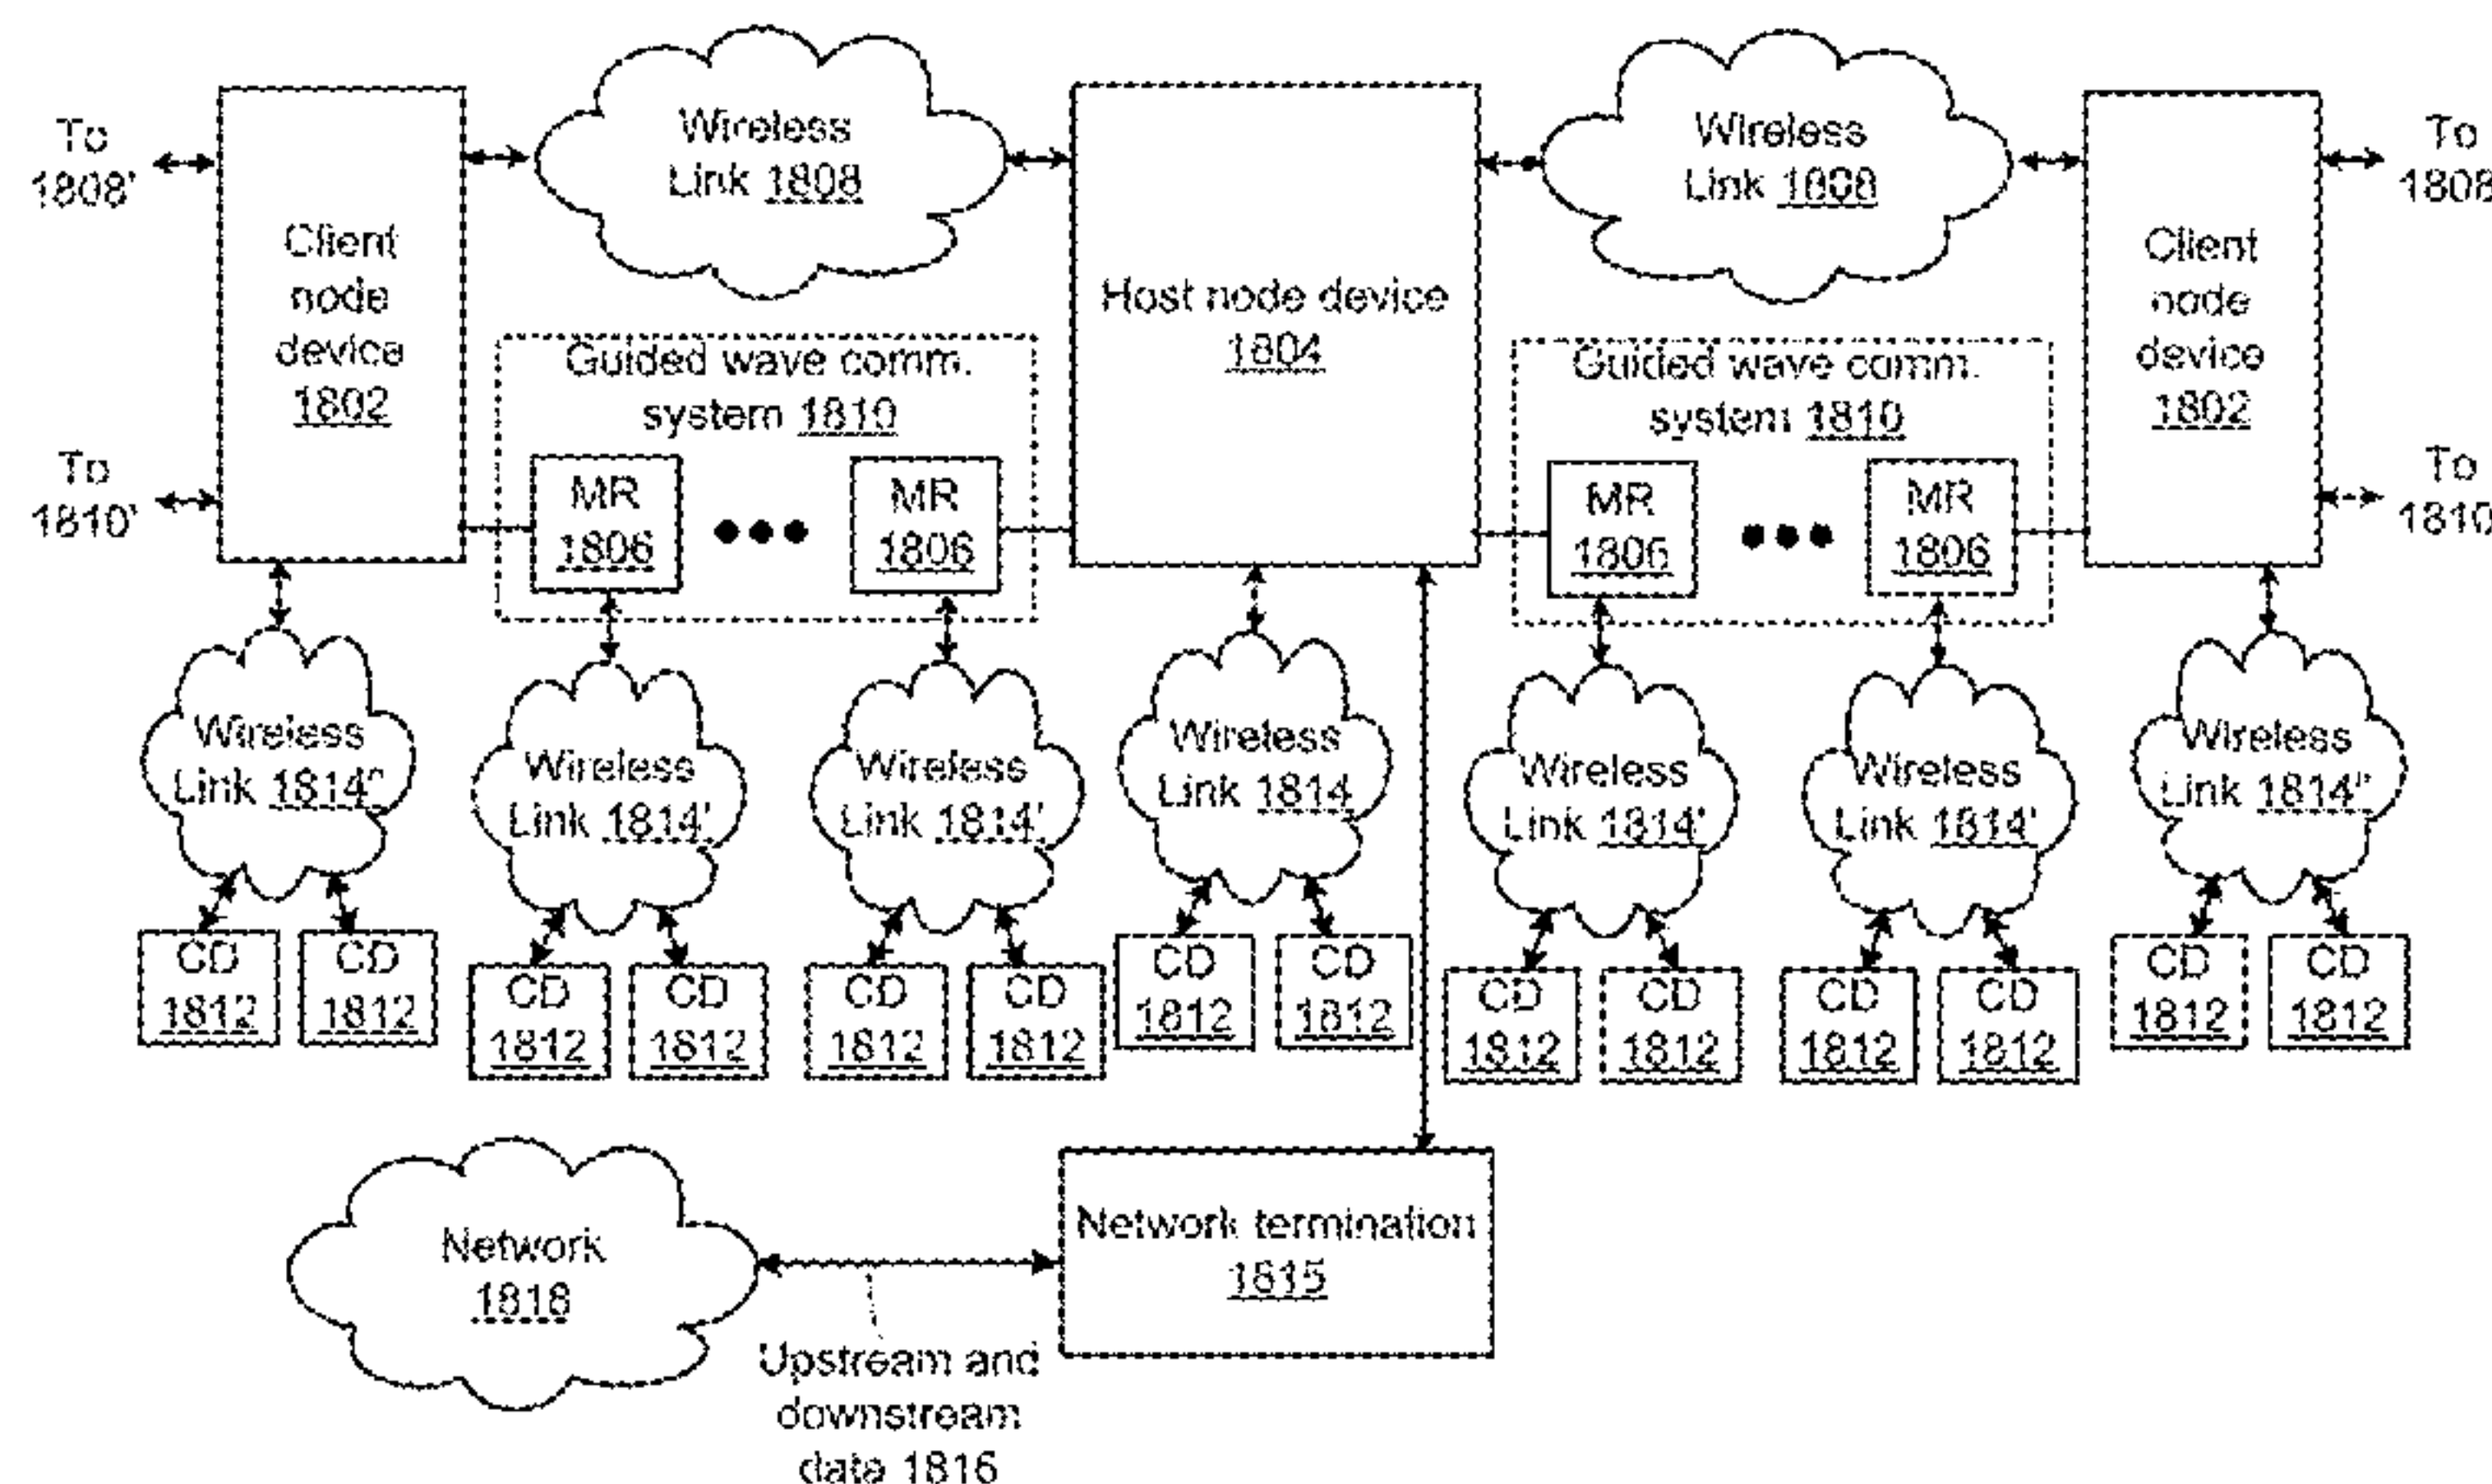 To
1808'
Client
node
device
1802
To
1810'
Wireless
Link 1808
Guided wave comm.
system 1810
MR
1806
MR
1806
Host node device
1804
Wireless
Link 1808
Guided wave comm.
system 1810
MR
1806
MR
1806
Client
node
device
1802
To
1808
To
1810
Wireless
Link 1814"
Wireless
Link 1814'
Wireless
Link 1814'
Wireless
Link 1814
Wireless
Link 1814'
Wireless
Link 1814'
Wireless
Link 1814"
CD
1812
CD
1812
CD
1812
CD
1812
CD
1812
CD
1812
CD
1812
CD
1812
CD
1812
CD
1812
CD
1812
CD
1812
CD
1812
CD
1812
Network
1818
Network termination
1815
Upstream and
downstream
data 1816